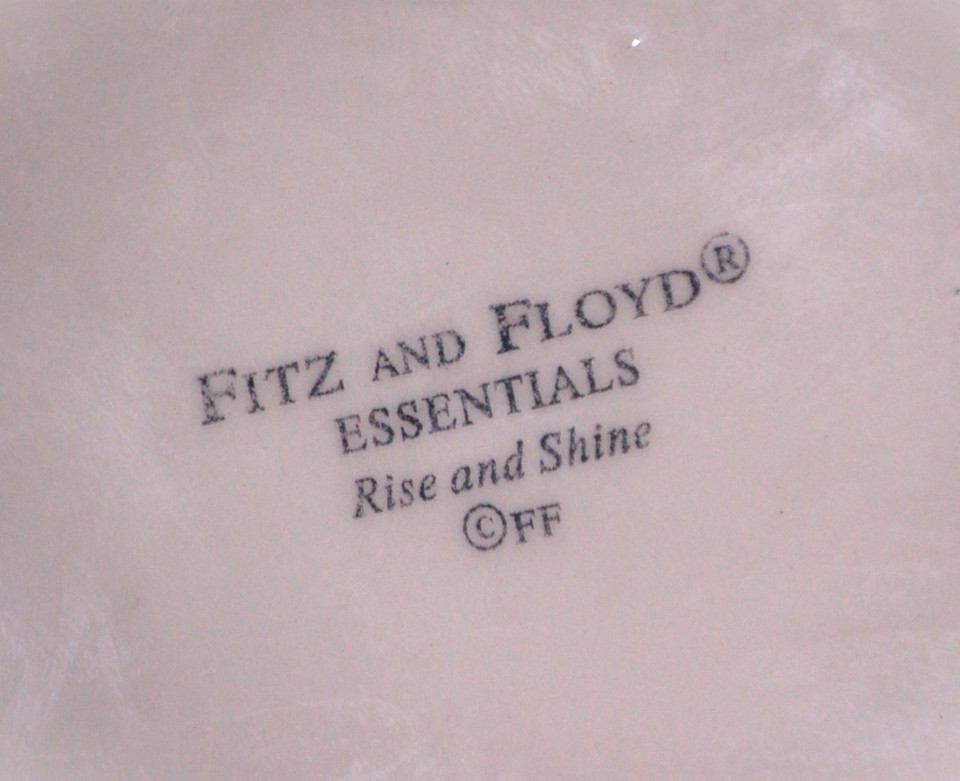 FITZ AND FLOYD®
ESSENTIALS
Rise and Shine
©FF